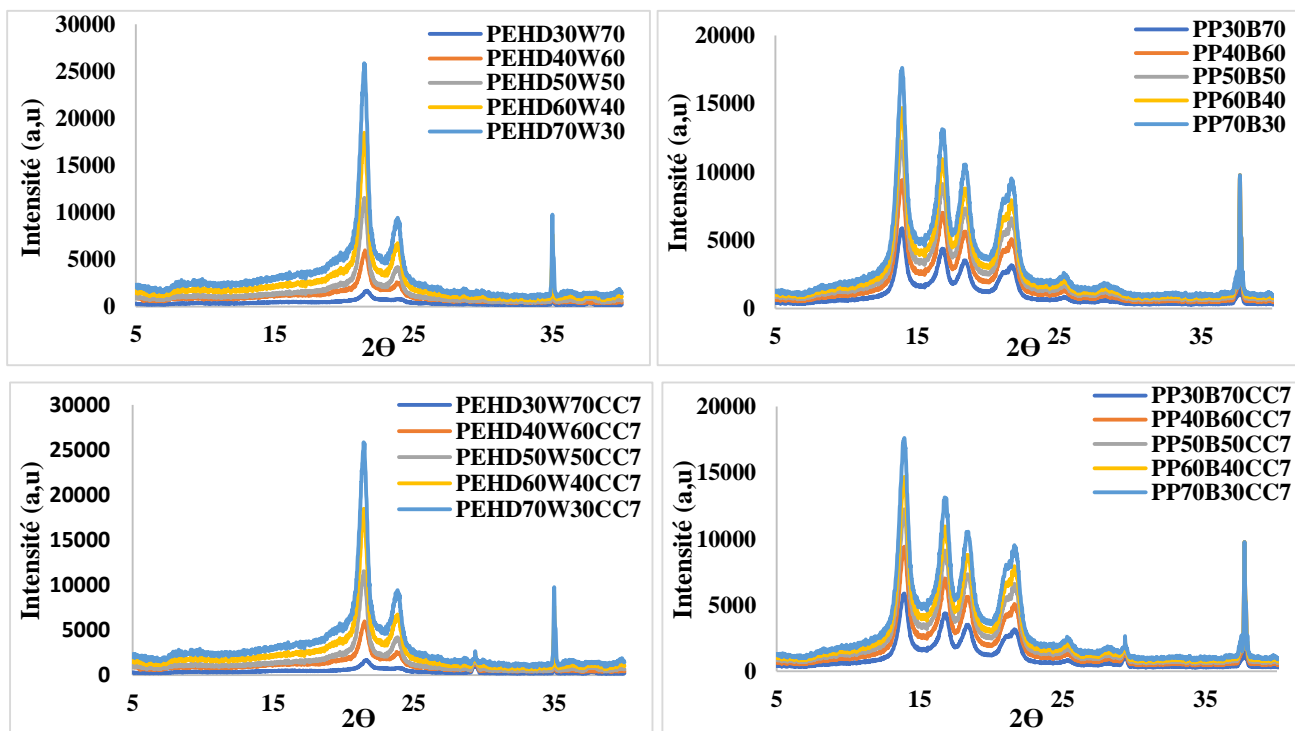 30000
25000
20000
15000
10000
5000
0
Intensité (a,u)
5
15
25
35
2ϴ
PEHD30W70
PEHD40W60
PEHD50W50
PEHD60W40
PEHD70W30
20000
15000
10000
5000
0
Intensité (a,u)
5
15
25
35
2ϴ
PP30B70
PP40B60
PP50B50
PP60B40
PP70B30
30000
25000
20000
15000
10000
5000
0
Intensité (a,u)
5
15
25
35
2ϴ
PEHD30W70CC7
PEHD40W60CC7
PEHD50W50CC7
PEHD60W40CC7
PEHD70W30CC7
20000
15000
10000
5000
0
Intensité (a,u)
5
15
25
35
2ϴ
PP30B70CC7
PP40B60CC7
PP50B50CC7
PP60B40CC7
PP70B30CC7